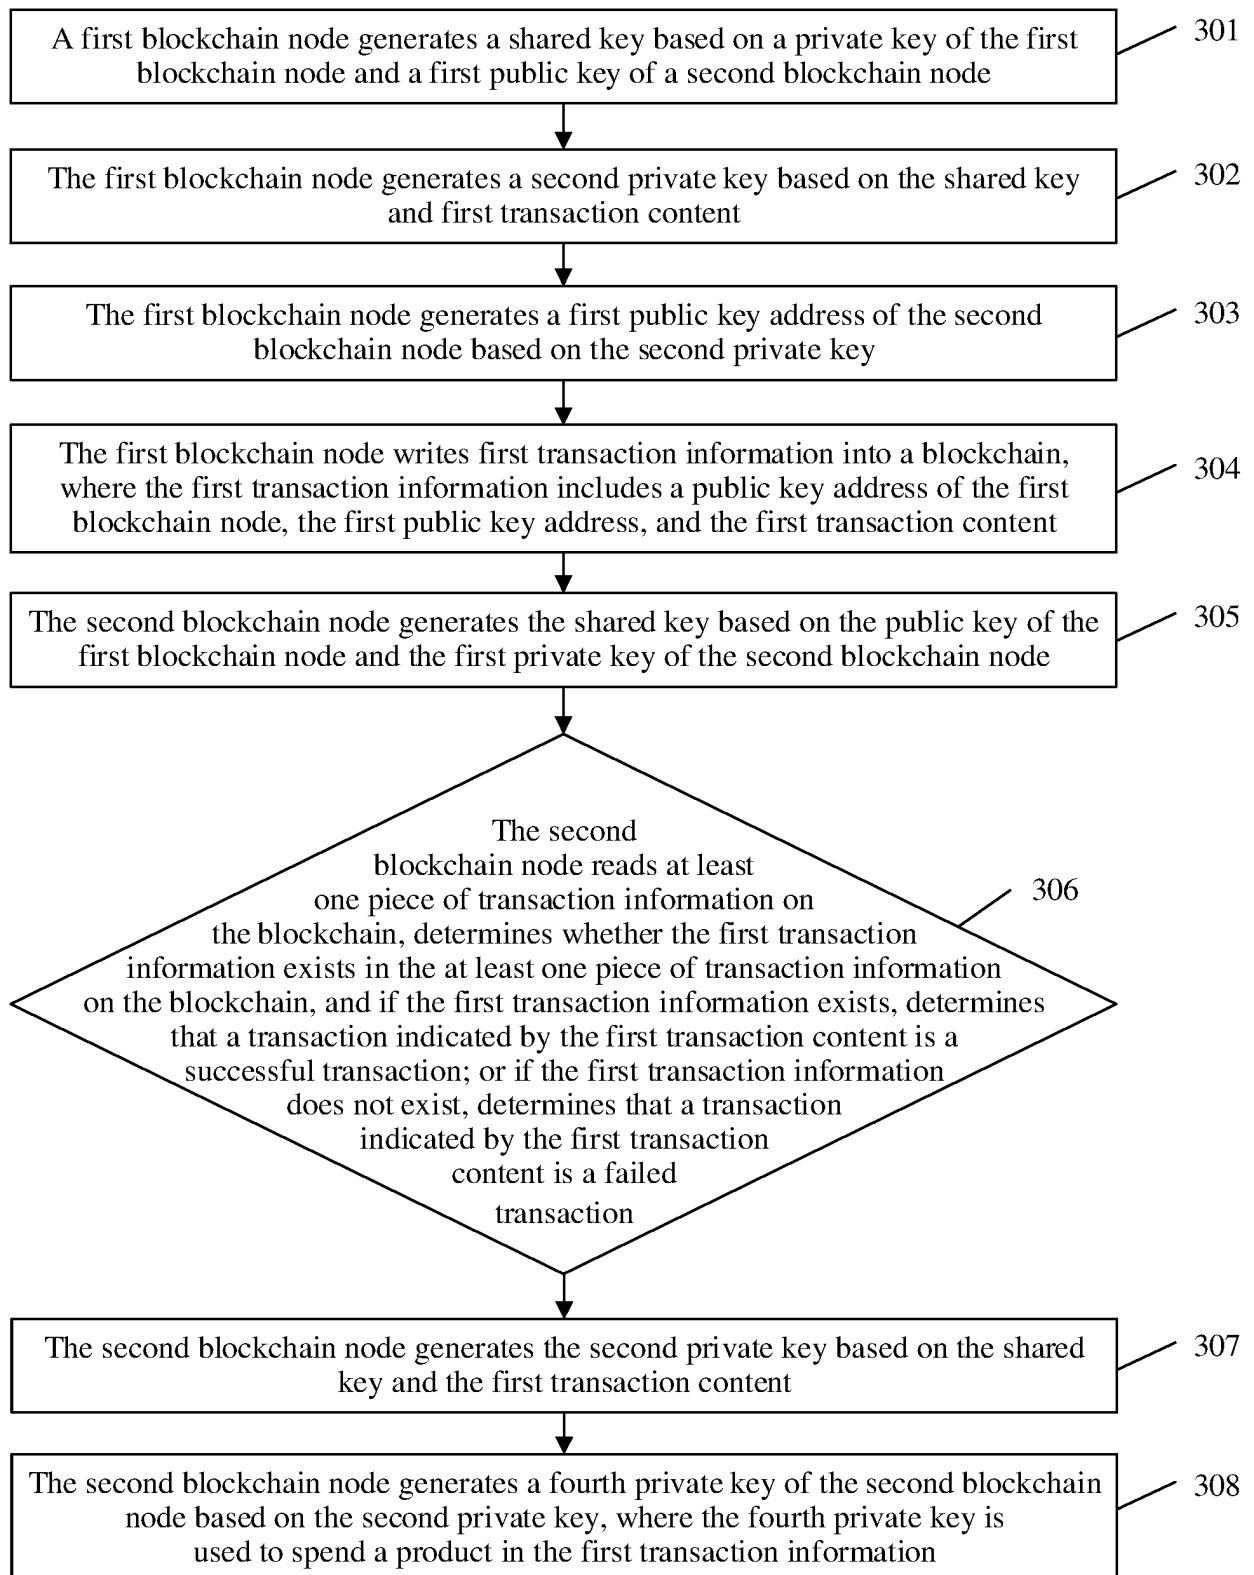 A first blockchain node generates a shared key based on a private key of the first
blockchain node and a first public key of a second blockchain node
301
The first blockchain node generates a second private key based on the shared key
and first transaction content
302
The first blockchain node generates a first public key address of the second
blockchain node based on the second private key
303
The first blockchain node writes first transaction information into a blockchain,
where the first transaction information includes a public key address of the first
blockchain node, the first public key address, and the first transaction content
304
The second blockchain node generates the shared key based on the public key of the
first blockchain node and the first private key of the second blockchain node
305
The second
blockchain node reads at least
one piece of transaction information on
the blockchain, determines whether the first transaction
information exists in the at least one piece of transaction information
on the blockchain, and if the first transaction information exists, determines
that a transaction indicated by the first transaction content is a
successful transaction; or if the first transaction information
does not exist, determines that a transaction
indicated by the first transaction
content is a failed
transaction
306
The second blockchain node generates the second private key based on the shared
key and the first transaction content
307
The second blockchain node generates a fourth private key of the second blockchain
node based on the second private key, where the fourth private key is
used to spend a product in the first transaction information
308